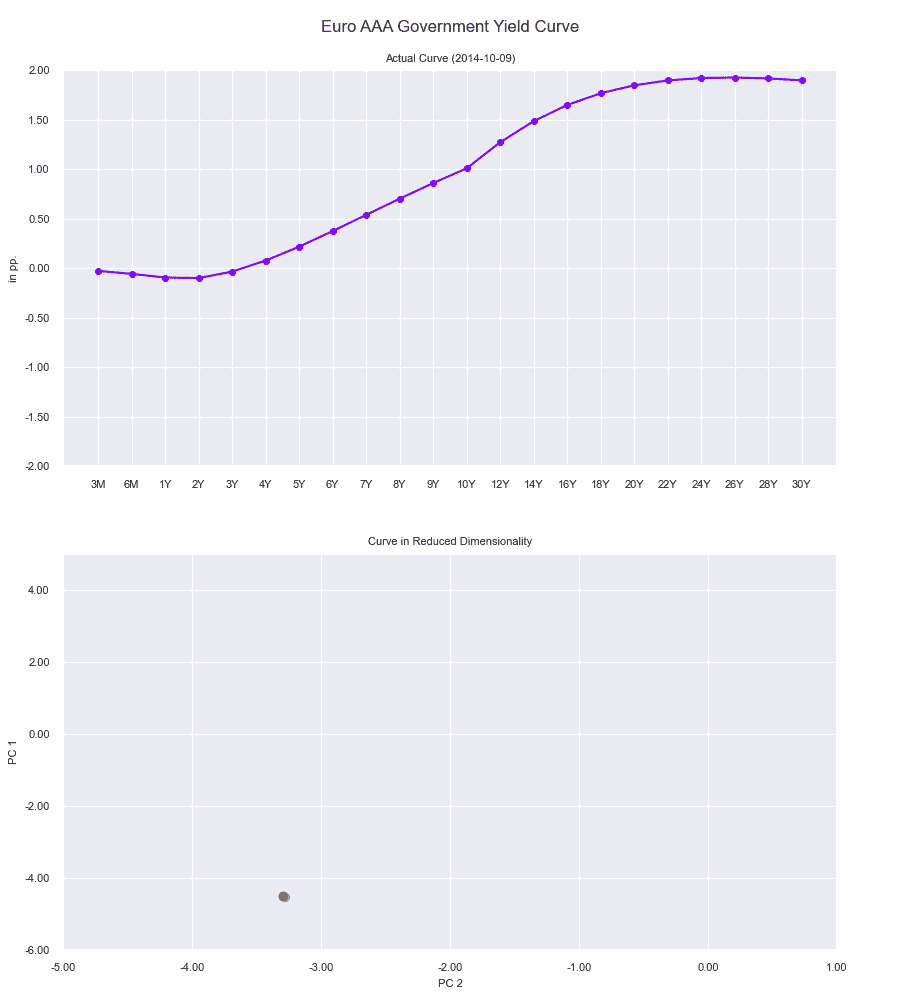 Euro AAA Government Yield Curve
Actual Curve (2014-10-09)
2.00
1.50
1.00
0.50
0.00
-0.50
-1.00
-1.50
-2.00
in pp.
3M 6M 1Y 2Y 3Y 4Y 5Y 6Y 7Y 8Y 9Y 10Y 12Y 14Y 16Y 18Y 20Y 22Y 24Y 26Y 28Y 30Y
Curve in Reduced Dimensionality
4.00
2.00
0.00
-2.00
-4.00
-6.00
PC 1
-5.00 -4.00 -3.00 -2.00 -1.00 0.00 1.00
PC 2